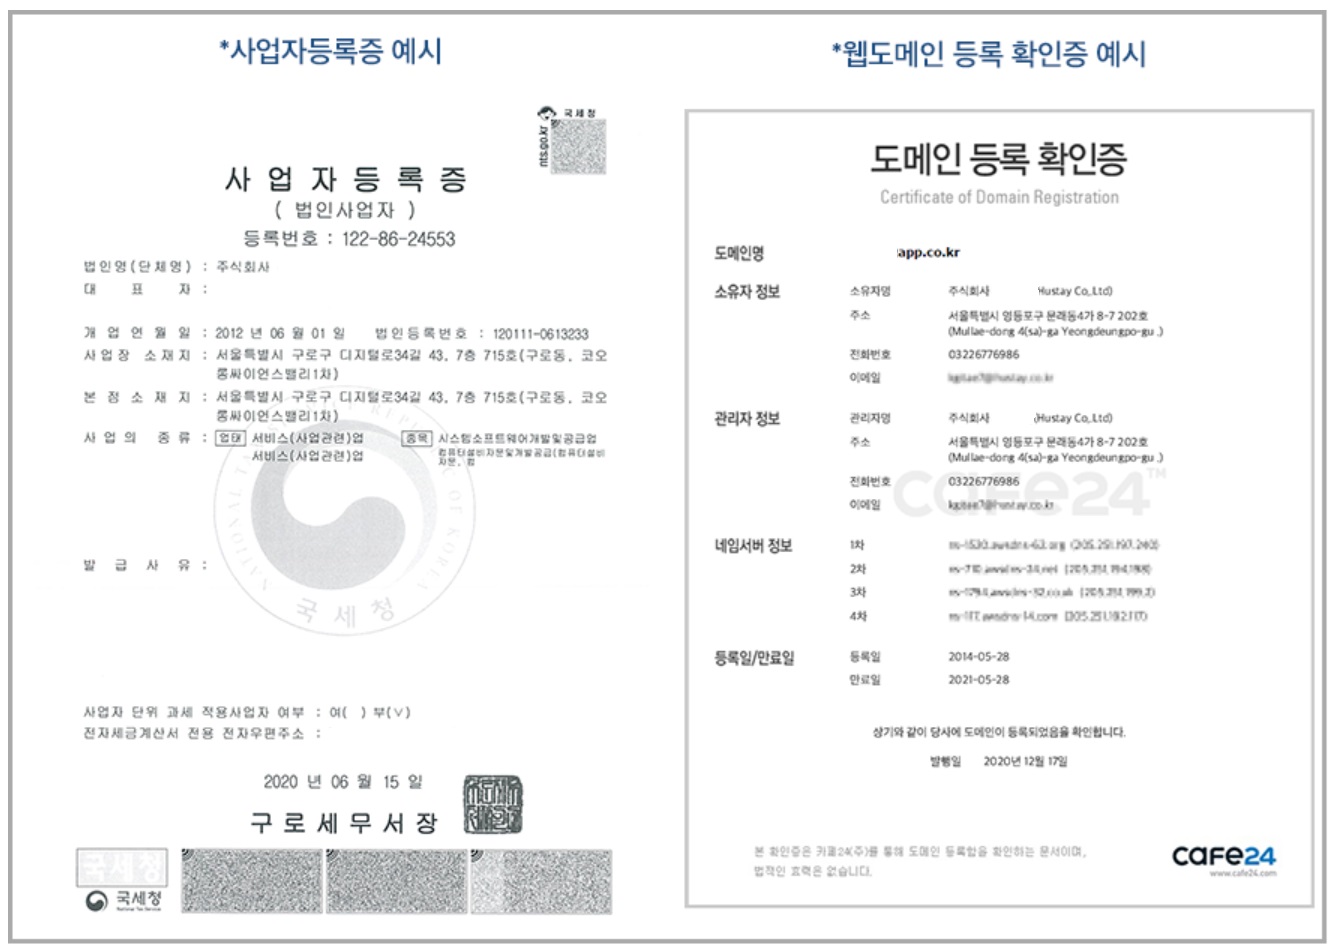 *사업자등록증 예시
국세청
nts.go.kr
사업자등록증
( 법인사업자 )
등록번호 : 122-86-24553
법인명(단체명) : 주식회사
대 표 자 :
개업연월일 : 2012 년 06 월 01 일 법인등록번호 : 120111-0613233
사업장 소재지 : 서울특별시 구로구 디지털로34길 43, 7층 715호(구로동, 코오
롱싸이언스밸리1차)
본점소재지 : 서울특별시 구로구 디지털로34길 43, 7층 715호(구로동, 코오
롱싸이언스밸리1차)
사업의 종류 : 업태 서비스(사업관련)업 종목 시스템소프트웨어개발및공급업
서비스(사업관련)업 컴퓨터설비자문및개발공급(컴퓨터설비
자문, 컴
발급사유 :
국세청
사업자 단위 과세 적용사업자 여부 : 여( ) 부(∨)
전자세금계산서 전용 전자우편주소 :
2020 년 06 월 15 일
구로세무서장
국세청
국세청
National Tax Service
*웹도메인 등록 확인증 예시
도메인 등록 확인증
Certificate of Domain Registration
도메인명 app.co.kr
소유자 정보 소유자명 주식회사 Hustay Co,.Ltd)
주소 서울특별시 영등포구 문래동4가 8-7 202호
(Mullae-dong 4(sa)-ga Yeongdeungpo-gu .)
전화번호 03226776986
이메일
관리자 정보 관리자명 주식회사 Hustay Co,.Ltd)
주소 서울특별시 영등포구 문래동4가 8-7 202호
(Mullae-dong 4(sa)-ga Yeongdeungpo-gu .)
전화번호 03226776986
이메일
cafe24™
네임서버 정보 1차
2차
3차
4차
등록일/만료일 등록일 2014-05-28
만료일 2021-05-28
상기와 같이 당사에 도메인이 등록되었음을 확인합니다.
발행일 2020년 12월 17일
본 확인증은 카페24(주)를 통해 도메인 등록함을 확인하는 문서이며,
법적인 효력은 없습니다.
cafe24
www.cafe24.com